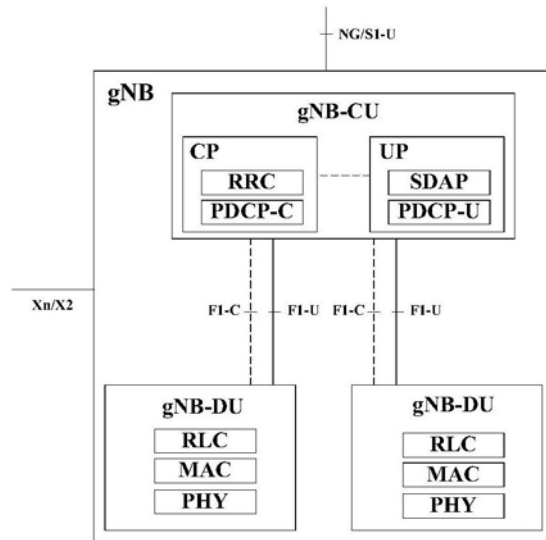 NG/S1-U
gNB
gNB-CU
CP
UP
RRC
SDAP
PDCP-C
PDCP-U
Xn/X2
F1-C
F1-U
F1-C
F1-U
gNB-DU
gNB-DU
RLC
RLC
MAC
MAC
PHY
PHY